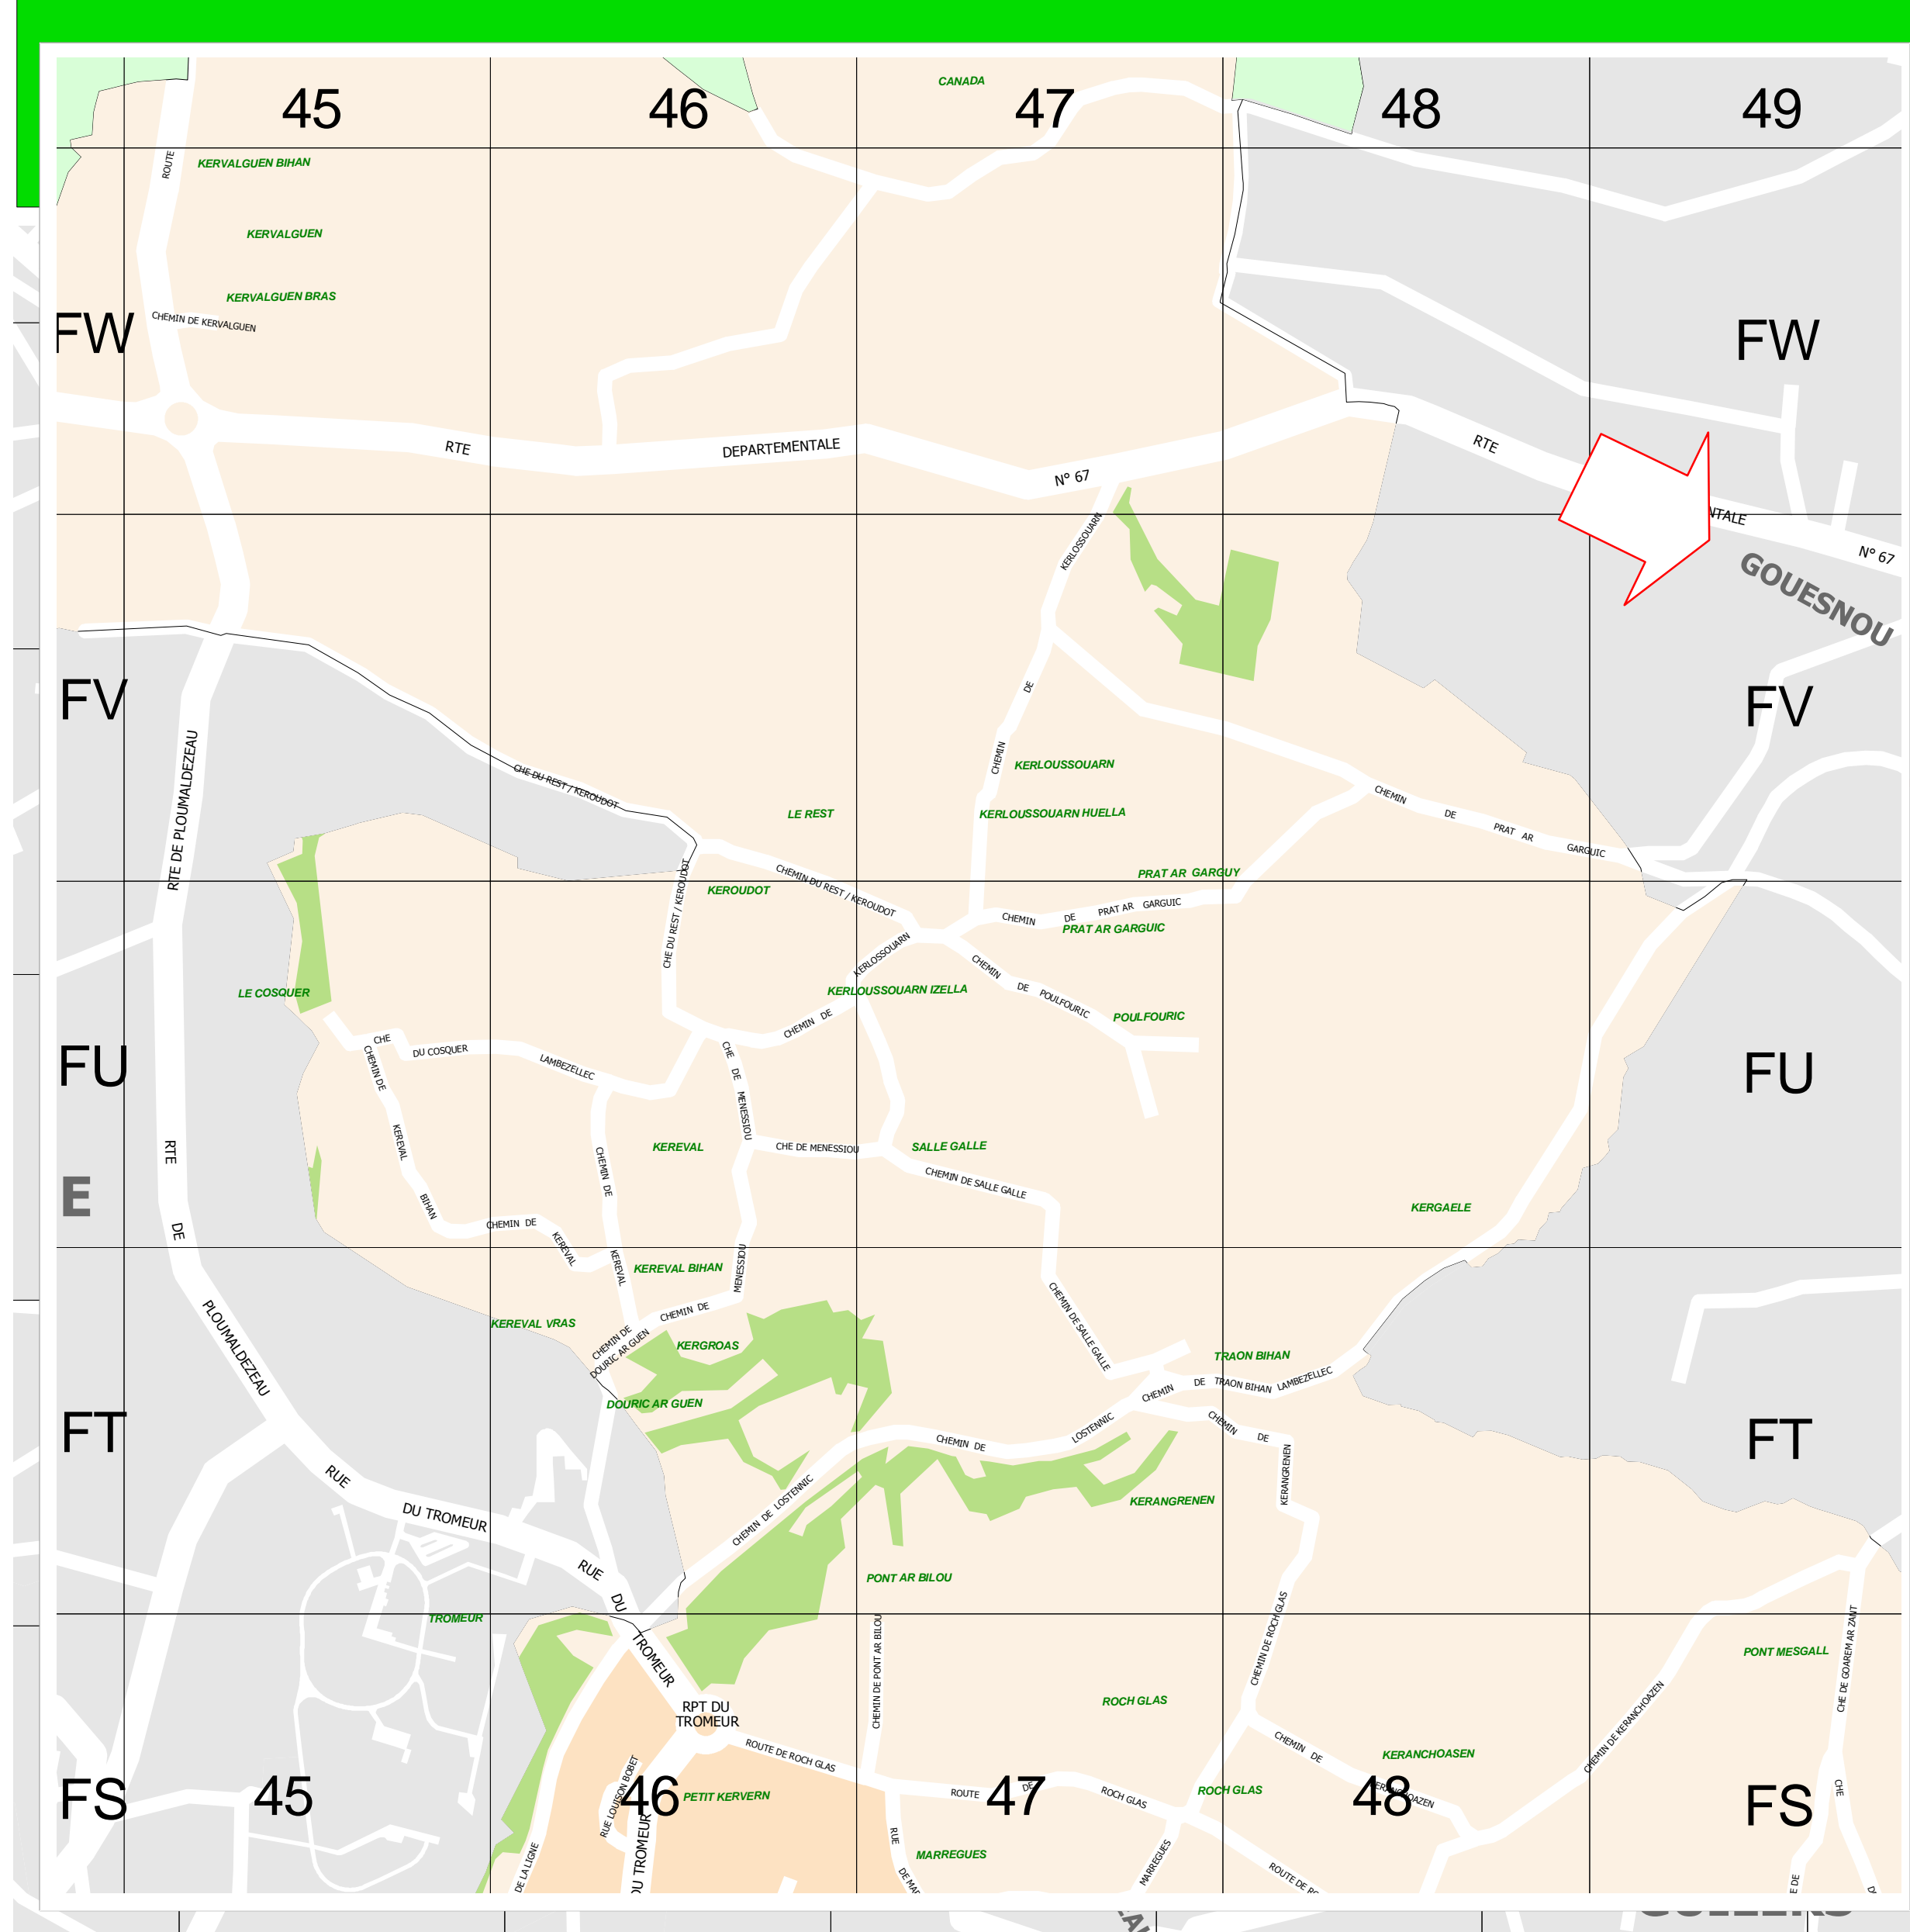 CANADA
45
46
47
48
49
ROUTE
KERVALGUEN BIHAN
KERVALGUEN
KERVALGUEN BRAS
CHEMIN DE KERVALGUEN
FW
FW
RTE
DEPARTEMENTALE
N° 67
RTE
NTALE
N° 67
GOUESNOU
KERLOSSOUARN
DE
CHEMIN
FV
FV
RTE DE PLOUMALDEZEAU
CHE DU REST / KEROUDOT
KERLOUSSOUARN
LE REST
KERLOUSSOUARN HUELLA
CHEMIN
DE
PRAT AR
GARGUIC
PRAT AR GARGUY
KEROUDOT
CHEMIN DU REST / KEROUDOT
CHE DU REST / KEROUDOT
CHEMIN
DE
PRAT AR GARGUIC
PRAT AR GARGUIC
KERLOSSOUARN
CHEMIN
DE
POULFOURIC
LE COSQUER
KERLOUSSOUARN IZELLA
CHEMIN DE
POULFOURIC
FU
FU
CHE
DU COSQUER
LAMBEZELLEC
CHEMIN DE
KEREVAL
BIHAN
CHE DE
MENESSIOU
CHE DE MENESSIOU
KEREVAL
SALLE GALLE
CHEMIN DE SALLE GALLE
CHEMIN DE
KEREVAL
RTE
DE
E
KERGAELE
CHEMIN DE
KEREVAL
KEREVAL BIHAN
MENESSIOU
CHEMIN DE
CHEMIN DE SALLE GALLE
PLOUMALDEZEAU
KEREVAL VRAS
CHEMIN DE
DOURIC AR GUEN
KERGROAS
TRAON BIHAN
DOURIC AR GUEN
CHEMIN
DE TRAON BIHAN LAMBEZELLEC
FT
FT
CHEMIN DE
LOSTENNIC
CHEMIN
DE
KERANGRENEN
RUE
DU TROMEUR
CHEMIN DE LOSTENNIC
KERANGRENEN
RUE
DU
TROMEUR
PONT AR BILOU
TROMEUR
CHEMIN DE PONT AR BILOU
CHEMIN DE ROCH GLAS
CHE DE GOAREM AR ZANT
PONT MESGALL
RPT DU
TROMEUR
ROCH GLAS
CHEMIN DE KERANCHOAZEN
ROUTE DE ROCH GLAS
CHEMIN DE
KERANCHOASEN
RUE LOUISON BOBET
PETIT KERVERN
ROUTE
DE
ROCH GLAS
ROCH GLAS
CHE
FS
45
46
47
48
FS
DE LA LIGNE
DU TROMEUR
RUE
DE MAR
MARREGUES
MARREGUES
ROUTE DE RO
E DE